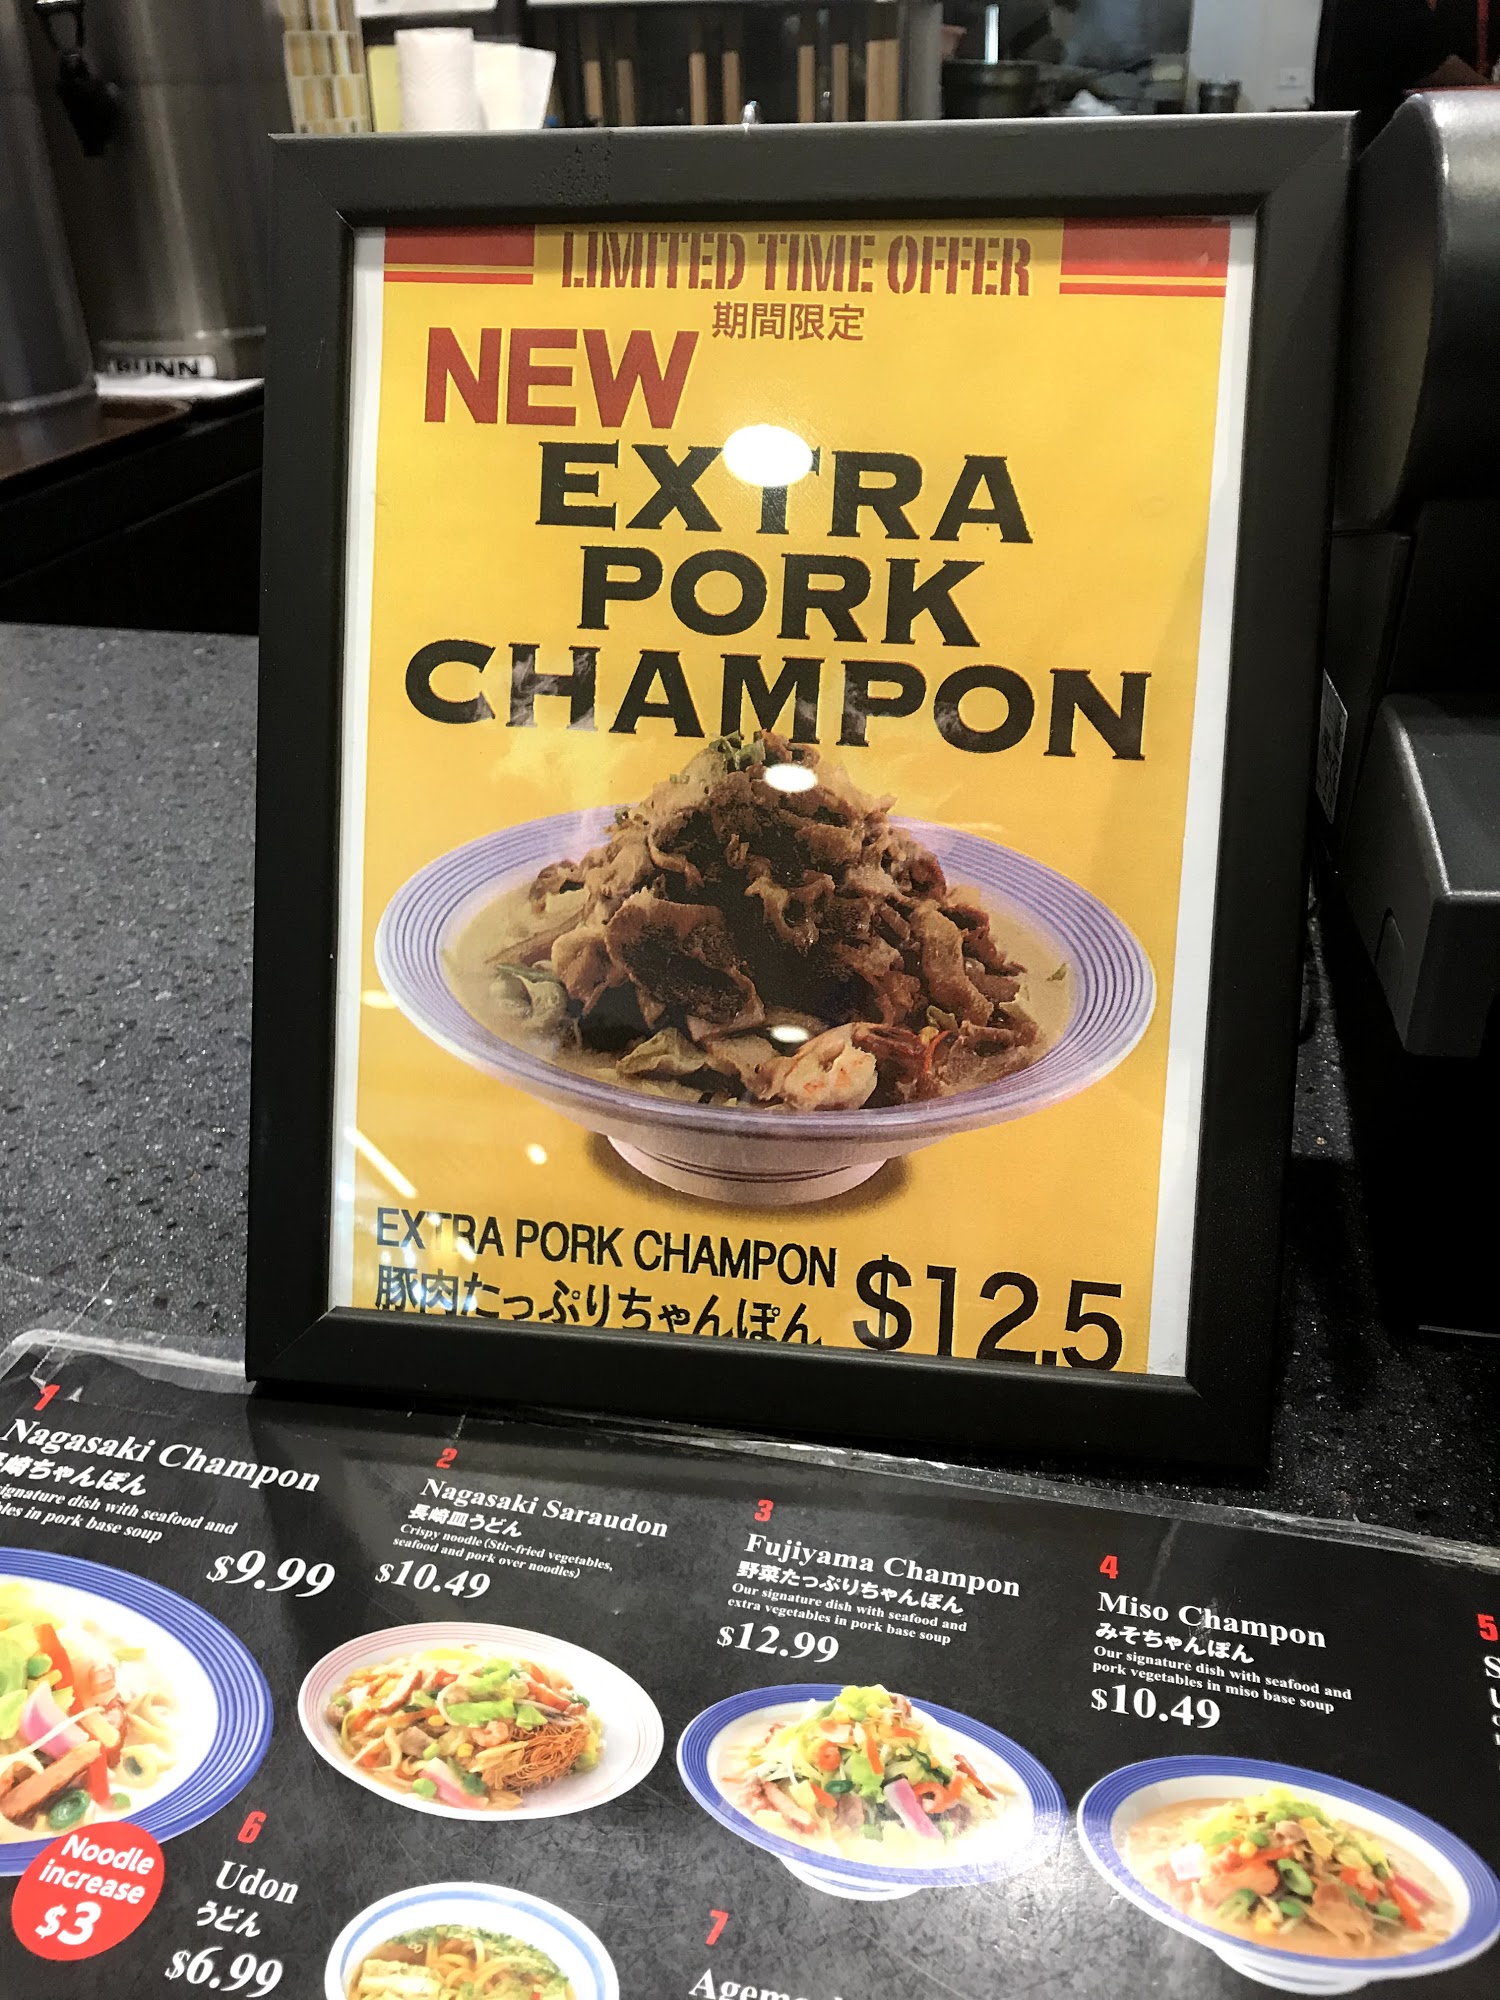 BUNN
LIMITED TIME OFFER
期間限定
NEW
EXTRA
PORK
CHAMPON
EXTRA PORK CHAMPON
豚肉たっぷりちゃんぽん
$12.5
1
Nagasaki Champon
崎ちゃんぽん
signature dish with seafood and
in pork base soup
$9.99
2
Nagasaki Saraudon
長崎皿うどん
Crispy noodle (Stir-fried vegetables,
seafood and pork over noodles)
$10.49
3
Fujiyama Champon
野菜たっぷりちゃんぽん
Our signature dish with seafood and
extra vegetables in pork base soup
$12.99
4
Miso Champon
みそちゃんぽん
Our signature dish with seafood and
pork vegetables in miso base soup
$10.49
5
Noodle
increase
$3
6
Udon
うどん
$6.99
7